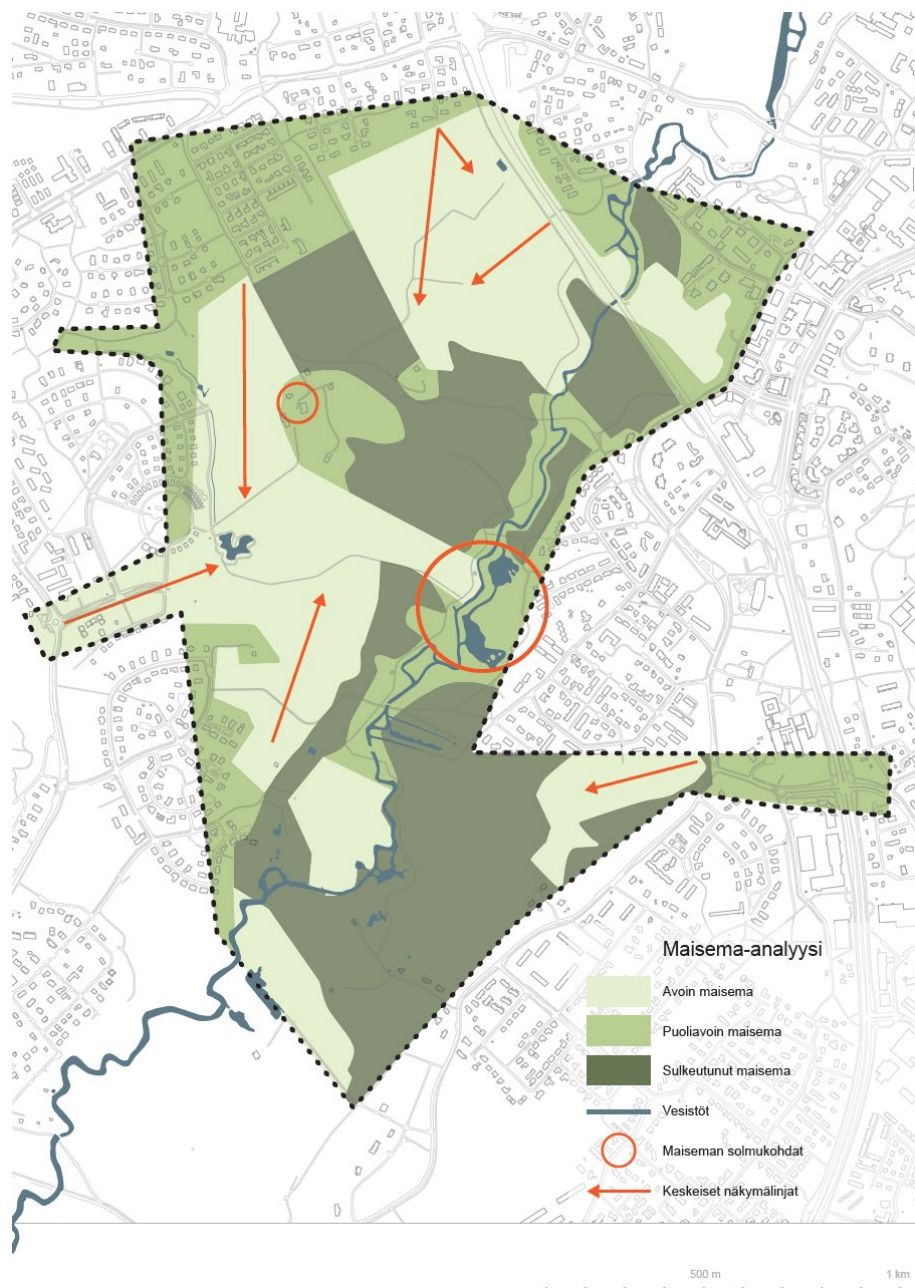 Maisema-analyysi
Avoin maisema
Puoliavoin maisema
Sulkeutunut maisema
Vesistöt
Maiseman solmukohdat
Keskeiset näkymälinjat
500 m
1 km